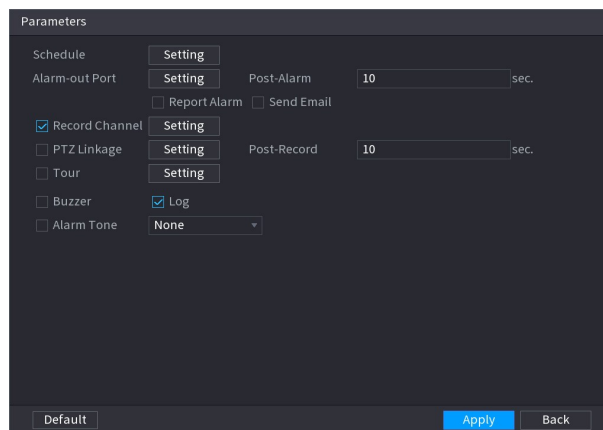 Parameters
Schedule Setting
Alarm-out Port Setting Post-Alarm 10 sec.
Report Alarm Send Email
Record Channel Setting
PTZ Linkage Setting Post-Record 10 sec.
Tour Setting
Buzzer Log
Alarm Tone None
Default Apply Back